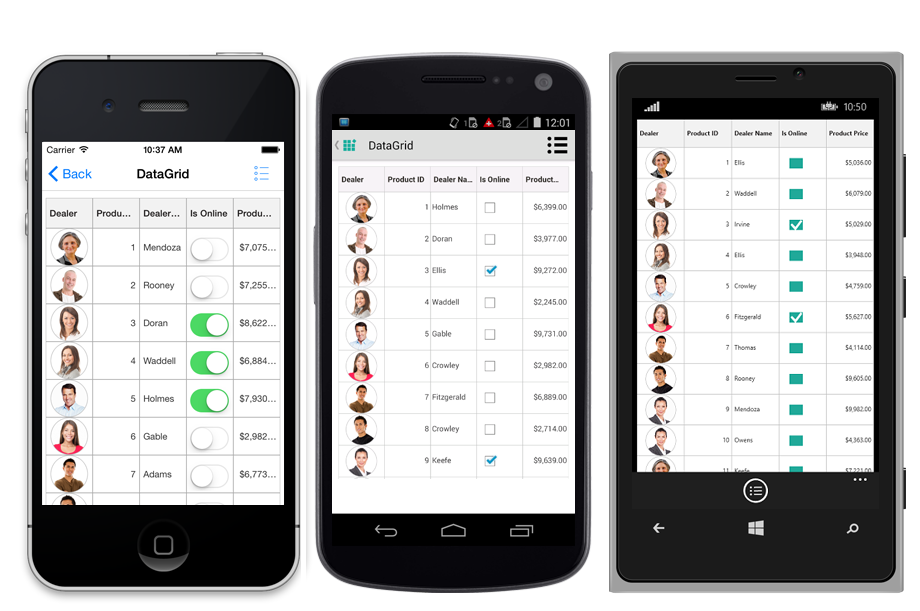 Carrier 10:37 AM
Back DataGrid
Dealer Produ... Dealer... Is Online Produ...
1 Mendoza $7,075...
2 Rooney $7,255...
3 Doran $8,622...
4 Waddell $6,884...
5 Holmes $7,930...
6 Gable $2,982...
7 Adams $6,773...
1 2 12:01
DataGrid
Dealer Product ID Dealer Na... Is Online Product...
1 Holmes $6,399.00
2 Doran $3,977.00
3 Ellis $9,272.00
4 Waddell $2,245.00
5 Gable $9,731.00
6 Crowley $2,982.00
7 Fitzgerald $6,889.00
8 Crowley $2,714.00
9 Keefe $9,639.00
10:50
Dealer Product ID Dealer Name Is Online Product Price
1 Ellis $5,036.00
2 Waddell $6,079.00
3 Irvine $5,029.00
4 Ellis $3,948.00
5 Crowley $4,759.00
6 Fitzgerald $5,627.00
7 Thomas $4,114.00
8 Rooney $9,605.00
9 Mendoza $9,982.00
10 Owens $4,363.00
11 Keefe $7,221.00